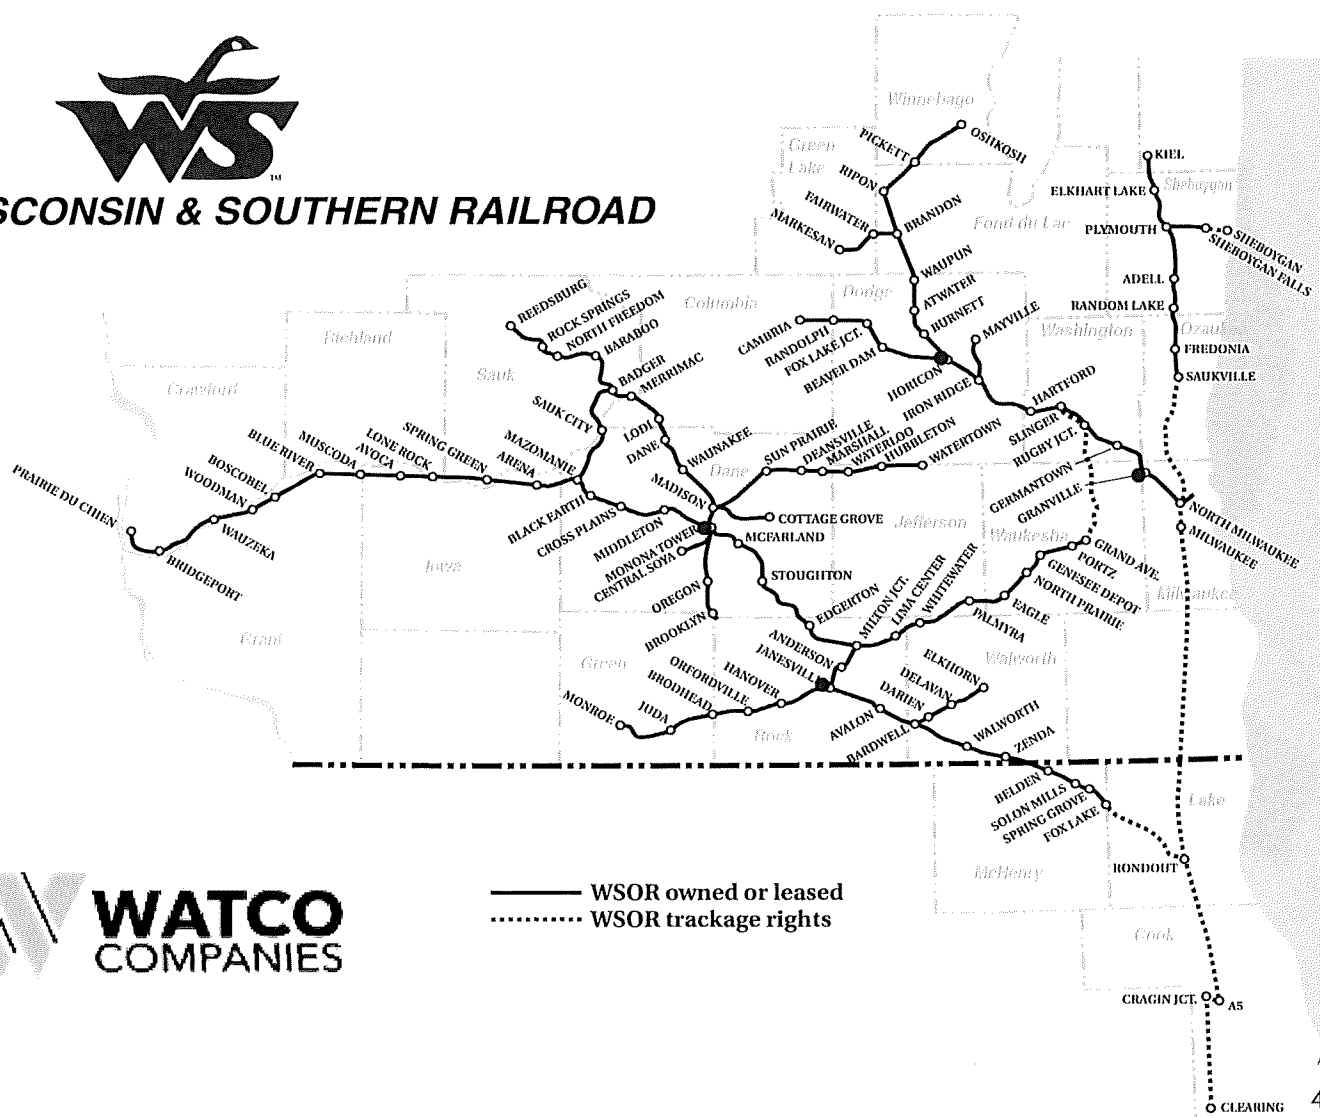 WS
TM
SCONSIN & SOUTHERN RAILROAD
Winnebago
Green
Lake
Fond du Lac
Sheboygan
Columbia
Dodge
Washington
Richland
Crawford
Sauk
Dane
Jefferson
Waukesha
Milwaukee
Iowa
Grant
Green
Rock
Walworth
McHenry
Lake
Cook
OSHKOSH
PICKETT
RIPON
FAIRWATER
BRANDON
MARKESAN
WAUPUN
ATWATER
BURNETT
MAYVILLE
CAMBRIA
RANDOLPH
FOX LAKE JCT.
BEAVER DAM
HORICON
IRON RIDGE
HARTFORD
SLINGER
RUGBY JCT.
GERMANTOWN
GRANVILLE
NORTH MILWAUKEE
MILWAUKEE
KIEL
ELKHART LAKE
PLYMOUTH
SHEBOYGAN
SHEBOYGAN FALLS
ADELL
RANDOM LAKE
FREDONIA
SAUKVILLE
REEDSBURG
ROCK SPRINGS
NORTH FREEDOM
BARABOO
BADGER
MERRIMAC
SAUK CITY
LODI
DANE
WAUNAKEE
MADISON
SUN PRAIRIE
DEANSVILLE
MARSHALL
WATERLOO
HUBBLETON
WATERTOWN
COTTAGE GROVE
MCFARLAND
PRAIRIE DU CHIEN
BRIDGEPORT
WAUZEKA
WOODMAN
BOSCOBEL
BLUE RIVER
MUSCODA
AVOCA
LONE ROCK
SPRING GREEN
ARENA
MAZOMANIE
BLACK EARTH
CROSS PLAINS
MIDDLETON
MONONA TOWER
CENTRAL SOYA
OREGON
BROOKLYN
STOUGHTON
EDGERTON
MILTON JCT.
LIMA CENTER
WHITEWATER
PALMYRA
EAGLE
NORTH PRAIRIE
GENESEE DEPOT
PORTZ
GRAND AVE.
ANDERSON
JANESVILLE
HANOVER
ORFORDVILLE
BRODHEAD
JUDA
MONROE
AVALON
BARDWELL
DARIEN
DELAVAN
ELKHORN
WALWORTH
ZENDA
BELDEN
SOLON MILLS
SPRING GROVE
FOX LAKE
RONDOUT
CRAGIN JCT.
A5
CLEARING
WSOR owned or leased
WSOR trackage rights
WATCO
COMPANIES
4